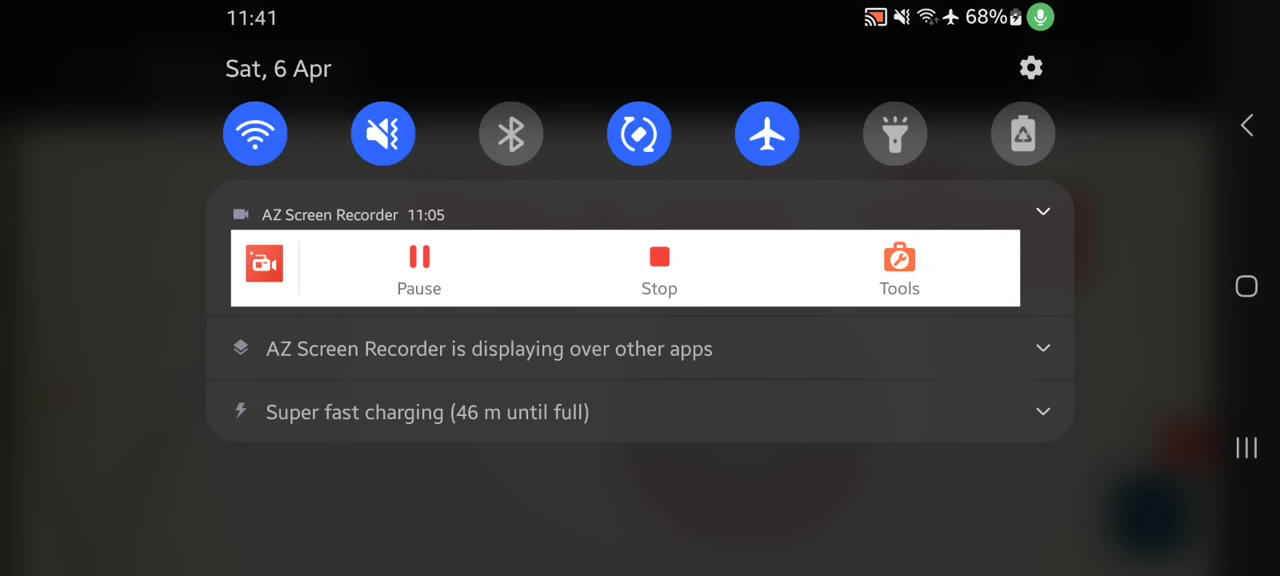 11:41
68%
Sat, 6 Apr
AZ Screen Recorder 11:05
Pause
Stop
Tools
AZ Screen Recorder is displaying over other apps
Super fast charging (46 m until full)